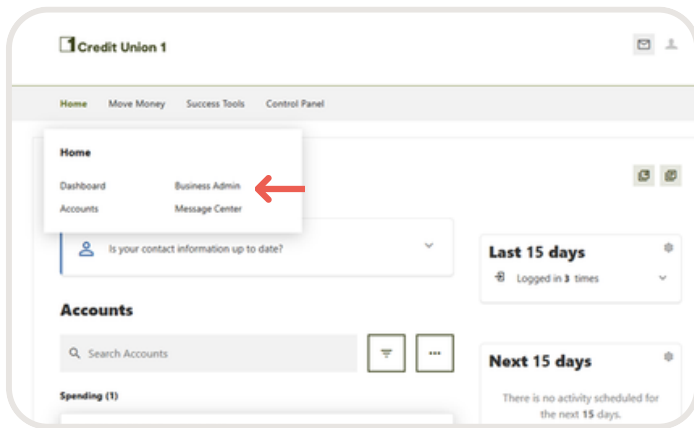 1 Credit Union 1
Home Move Money Success Tools Control Panel
Home
Dashboard Business Admin
Accounts Message Center
Is your contact information up to date?
Accounts
Search Accounts
Spending (1)
Last 15 days
Logged in 3 times
Next 15 days
There is no activity scheduled for
the next 15 days.